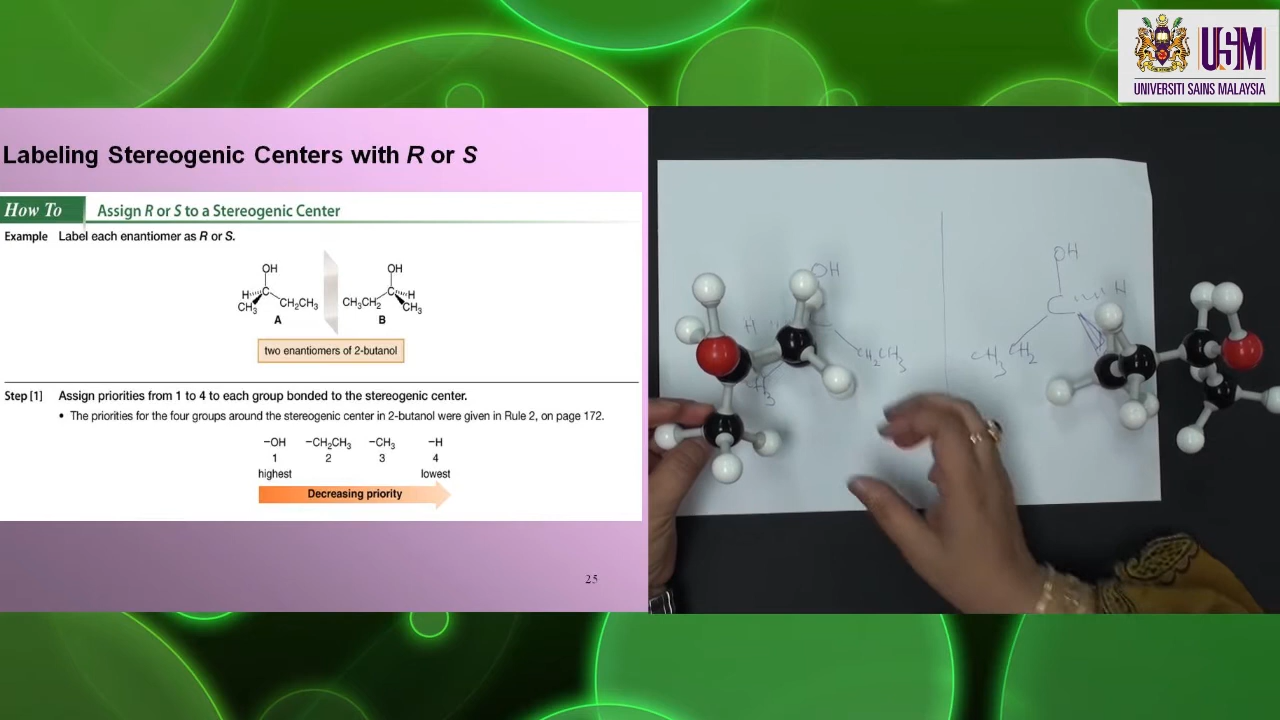 USM
UNIVERSITI SAINS MALAYSIA
Labeling Stereogenic Centers with R or S
How To Assign R or S to a Stereogenic Center
Example Label each enantiomer as R or S.
OH OH
H C C H
CH₃ CH₂CH₃ CH₃CH₂ CH₃
A B
two enantiomers of 2-butanol
Step [1] Assign priorities from 1 to 4 to each group bonded to the stereogenic center.
• The priorities for the four groups around the stereogenic center in 2-butanol were given in Rule 2, on page 172.
−OH −CH₂CH₃ −CH₃ −H
1 2 3 4
highest lowest
Decreasing priority
25
OH
H
CH₂CH₃
OH
C H
CH₃ CH₂